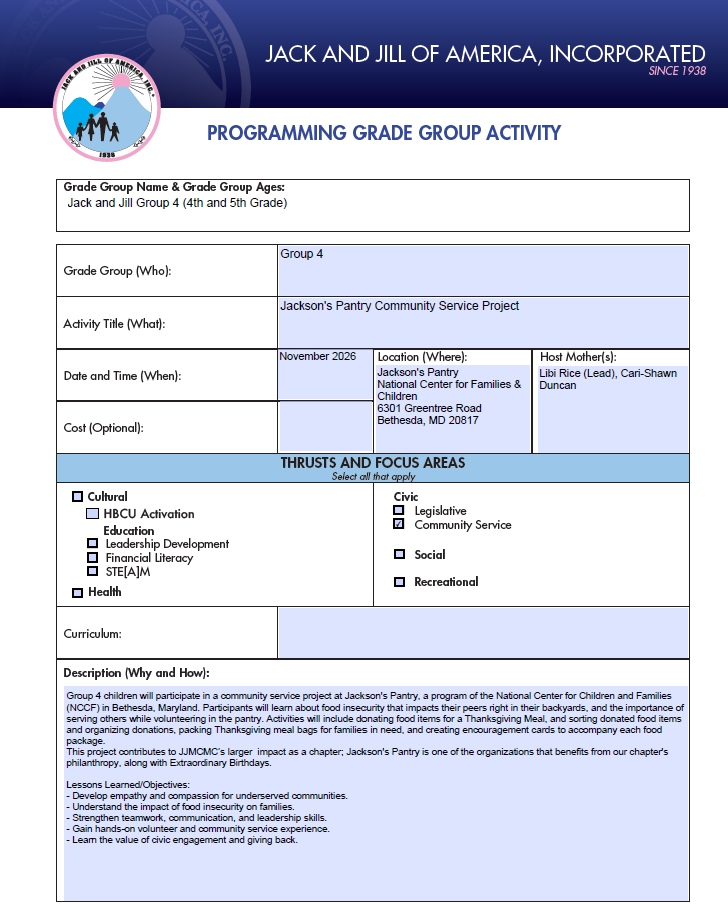 JACK AND JILL OF AMERICA, INCORPORATED
SINCE 1938
JACK AND JILL OF AMERICA, INC.
1938
PROGRAMMING GRADE GROUP ACTIVITY
Grade Group Name & Grade Group Ages:
Jack and Jill Group 4 (4th and 5th Grade)
Grade Group (Who):
Group 4
Activity Title (What):
Jackson's Pantry Community Service Project
Date and Time (When):
November 2026
Location (Where):
Jackson's Pantry
National Center for Families &
Children
6301 Greentree Road
Bethesda, MD 20817
Host Mother(s):
Libi Rice (Lead), Cari-Shawn
Duncan
Cost (Optional):
THRUSTS AND FOCUS AREAS
Select all that apply
Cultural
HBCU Activation
Education
Leadership Development
Financial Literacy
STE[A]M
Health
Civic
Legislative
Community Service
Social
Recreational
Curriculum:
Description (Why and How):
Group 4 children will participate in a community service project at Jackson's Pantry, a program of the National Center for Children and Families
(NCCF) in Bethesda, Maryland. Participants will learn about food insecurity that impacts their peers right in their backyards, and the importance of
serving others while volunteering in the pantry. Activities will include donating food items for a Thanksgiving Meal, and sorting donated food items
and organizing donations, packing Thanksgiving meal bags for families in need, and creating encouragement cards to accompany each food
package.
This project contributes to JJMCMC's larger impact as a chapter; Jackson's Pantry is one of the organizations that benefits from our chapter's
philanthropy, along with Extraordinary Birthdays.
Lessons Learned/Objectives:
- Develop empathy and compassion for underserved communities.
- Understand the impact of food insecurity on families.
- Strengthen teamwork, communication, and leadership skills.
- Gain hands-on volunteer and community service experience.
- Learn the value of civic engagement and giving back.